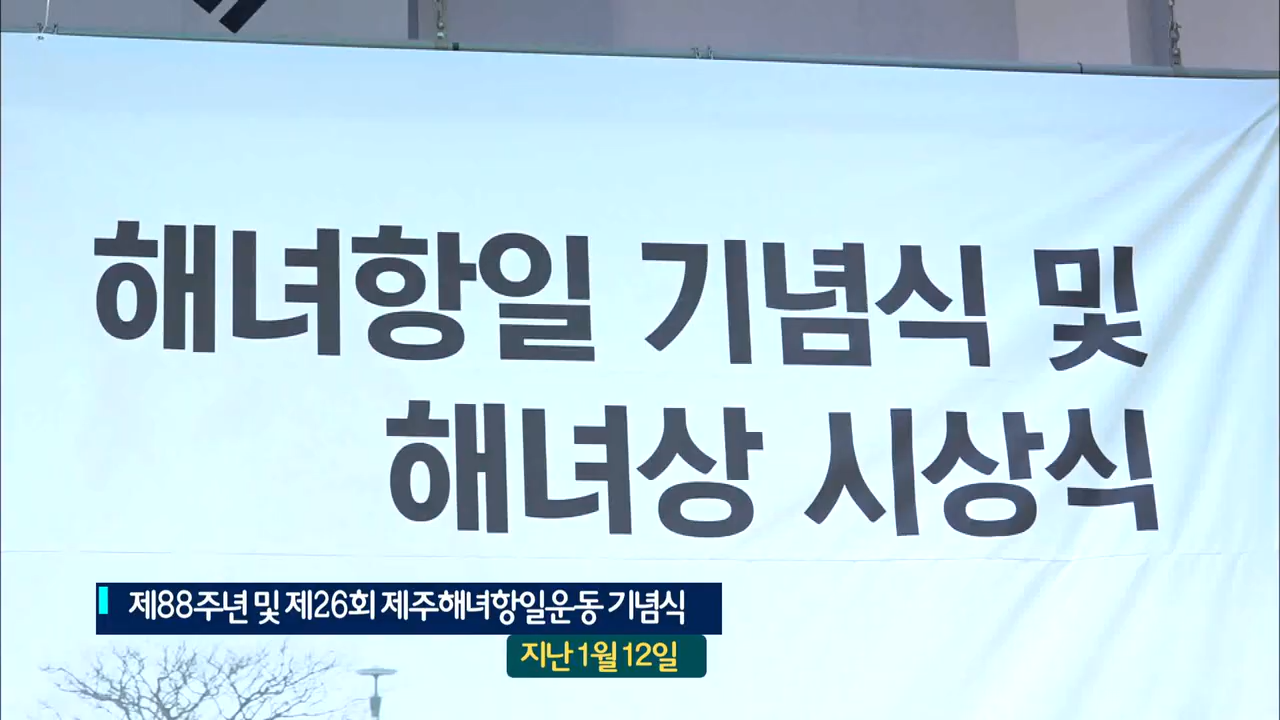 해녀항일 기념식 및
해녀상 시상식
제88주년 및 제26회 제주해녀항일운동 기념식
지난 1월 12일